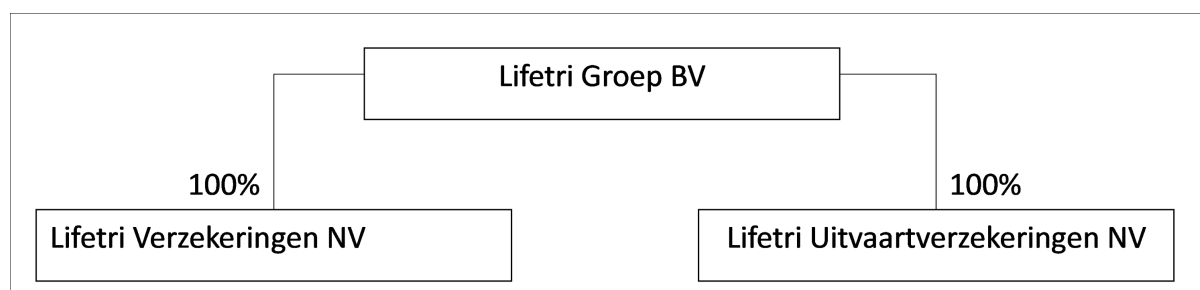 Lifetri Groep BV
100%
100%
Lifetri Verzekeringen NV
Lifetri Uitvaartverzekeringen NV